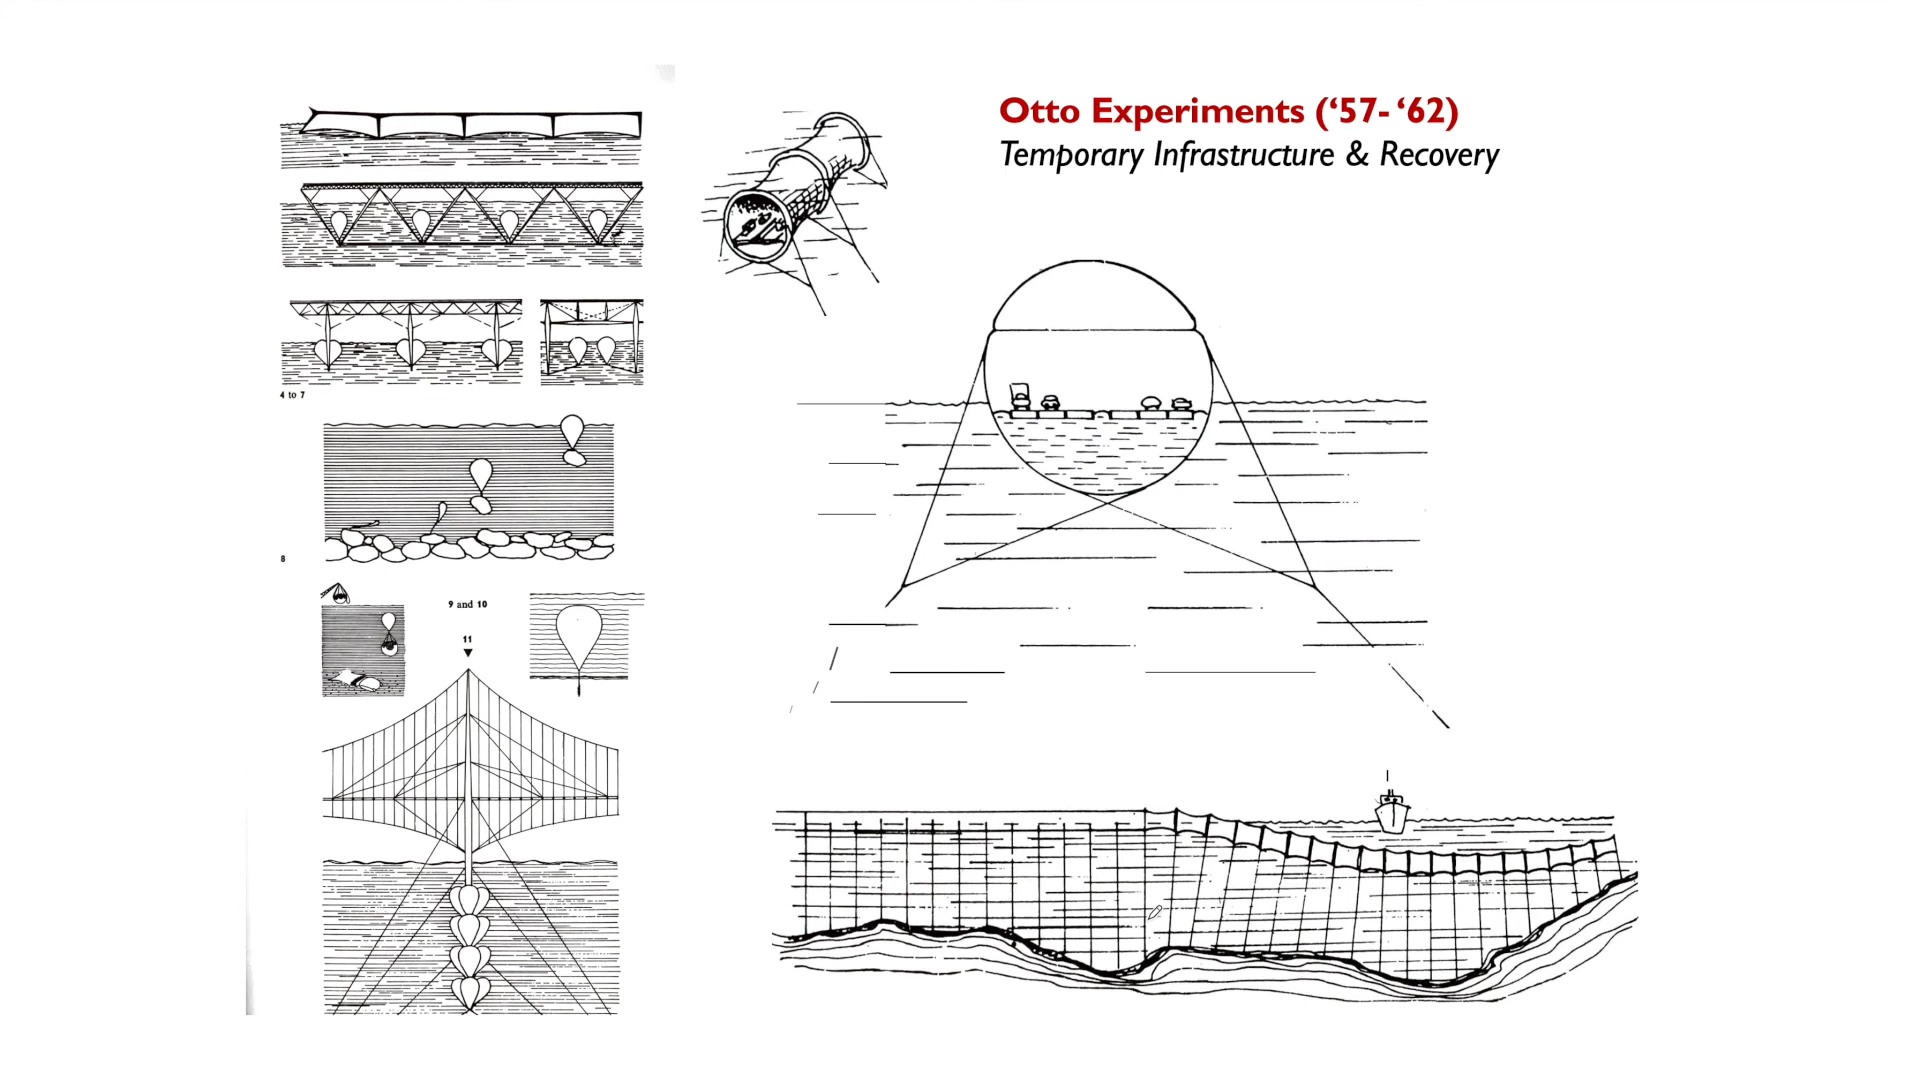 Otto Experiments (‘57- ‘62)
Temporary Infrastructure & Recovery
4 to 7
8
9 and 10
11